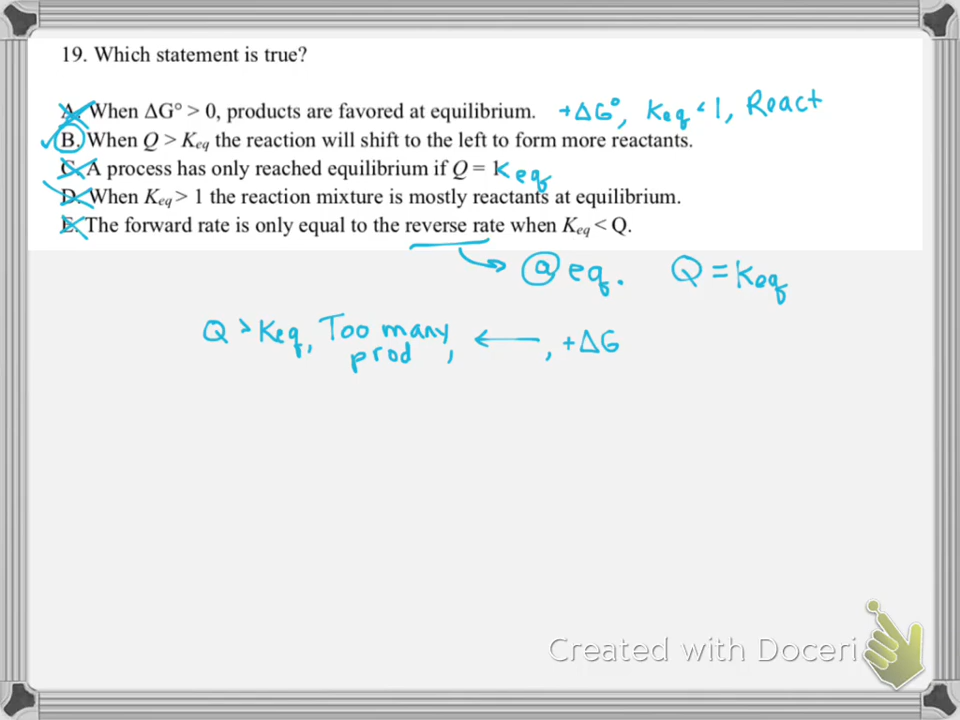 19. Which statement is true?
A. When ΔG° > 0, products are favored at equilibrium. +ΔG°, Keq < 1, React
B. When Q > Keq the reaction will shift to the left to form more reactants.
C. A process has only reached equilibrium if Q = 1 Keq
D. When Keq > 1 the reaction mixture is mostly reactants at equilibrium.
E. The forward rate is only equal to the reverse rate when Keq < Q.
→ @ eq. Q = Keq
Q > Keq, Too many prod, ←, +ΔG
Created with Doceri